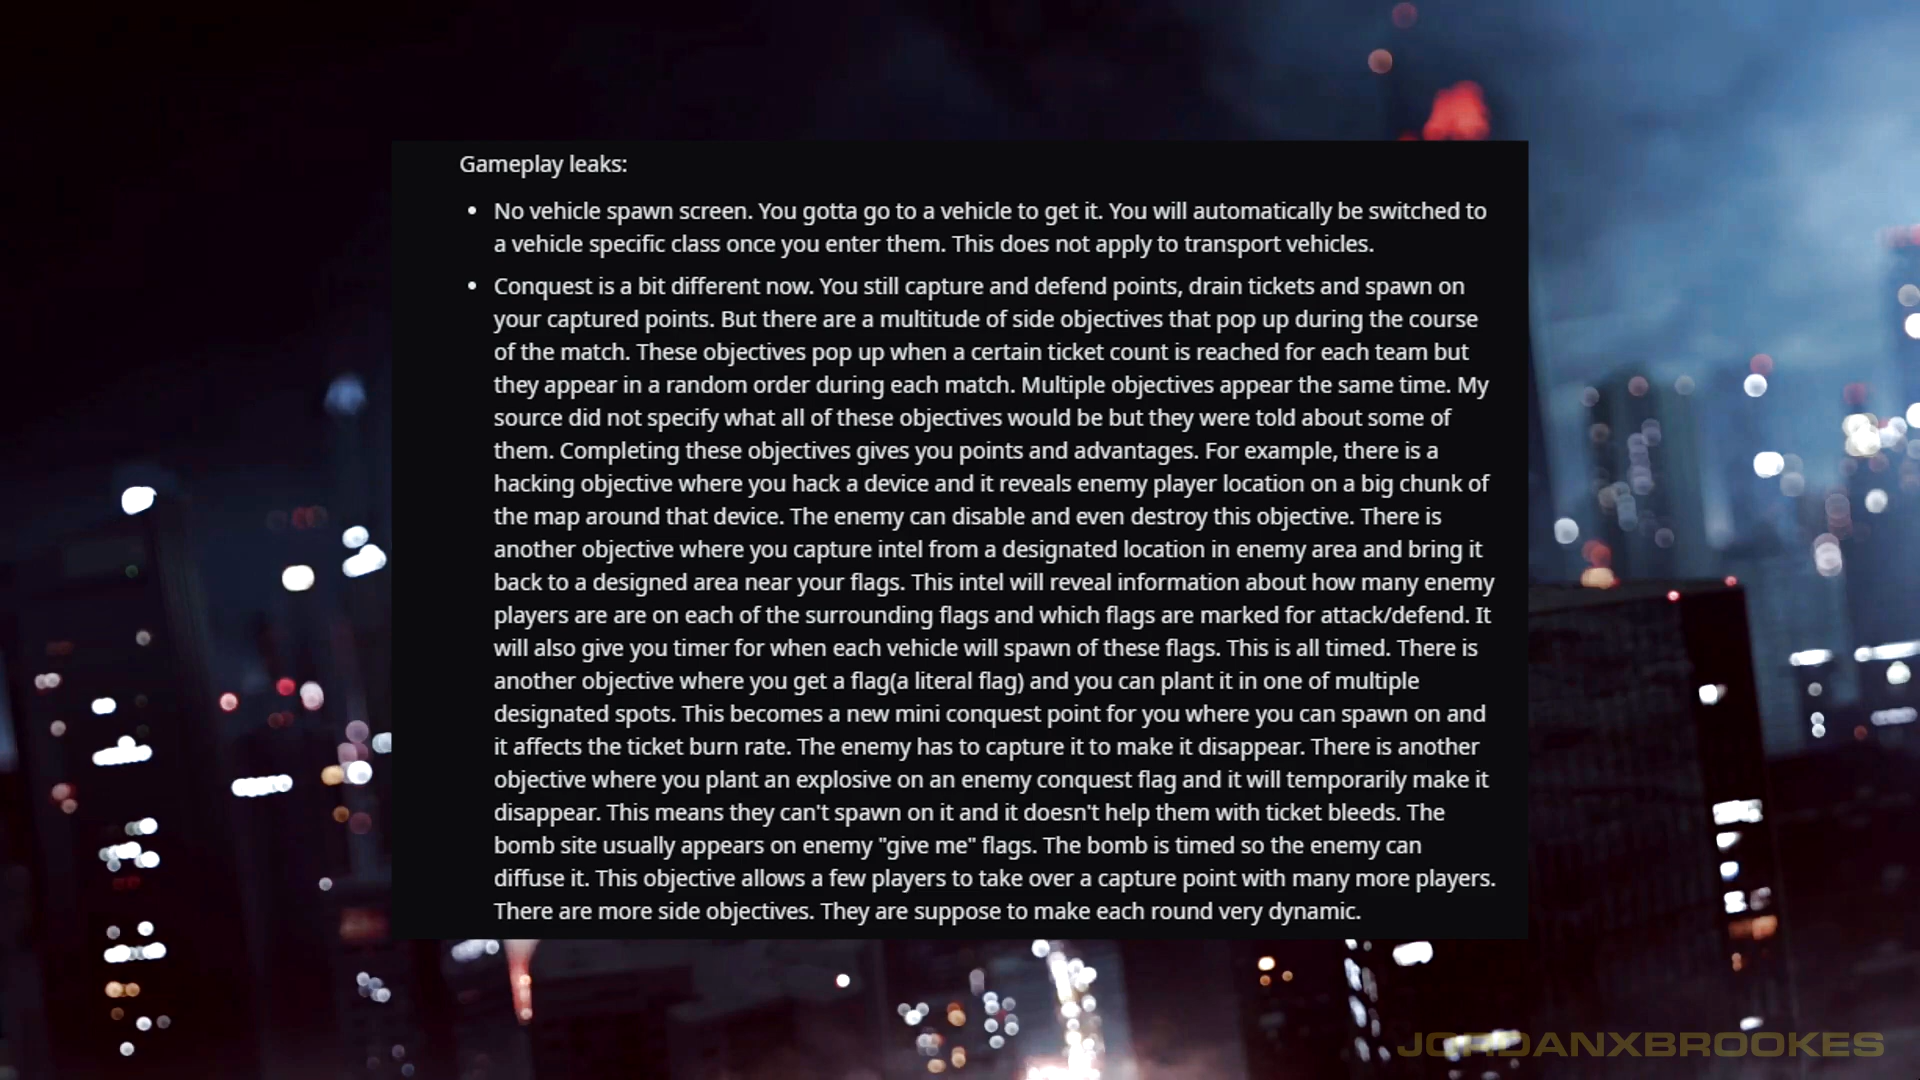 Gameplay leaks:
• No vehicle spawn screen. You gotta go to a vehicle to get it. You will automatically be switched to
a vehicle specific class once you enter them. This does not apply to transport vehicles.
• Conquest is a bit different now. You still capture and defend points, drain tickets and spawn on
your captured points. But there are a multitude of side objectives that pop up during the course
of the match. These objectives pop up when a certain ticket count is reached for each team but
they appear in a random order during each match. Multiple objectives appear the same time. My
source did not specify what all of these objectives would be but they were told about some of
them. Completing these objectives gives you points and advantages. For example, there is a
hacking objective where you hack a device and it reveals enemy player location on a big chunk of
the map around that device. The enemy can disable and even destroy this objective. There is
another objective where you capture intel from a designated location in enemy area and bring it
back to a designed area near your flags. This intel will reveal information about how many enemy
players are are on each of the surrounding flags and which flags are marked for attack/defend. It
will also give you timer for when each vehicle will spawn of these flags. This is all timed. There is
another objective where you get a flag(a literal flag) and you can plant it in one of multiple
designated spots. This becomes a new mini conquest point for you where you can spawn on and
it affects the ticket burn rate. The enemy has to capture it to make it disappear. There is another
objective where you plant an explosive on an enemy conquest flag and it will temporarily make it
disappear. This means they can't spawn on it and it doesn't help them with ticket bleeds. The
bomb site usually appears on enemy "give me" flags. The bomb is timed so the enemy can
diffuse it. This objective allows a few players to take over a capture point with many more players.
There are more side objectives. They are suppose to make each round very dynamic.
JORDANXBROOKES